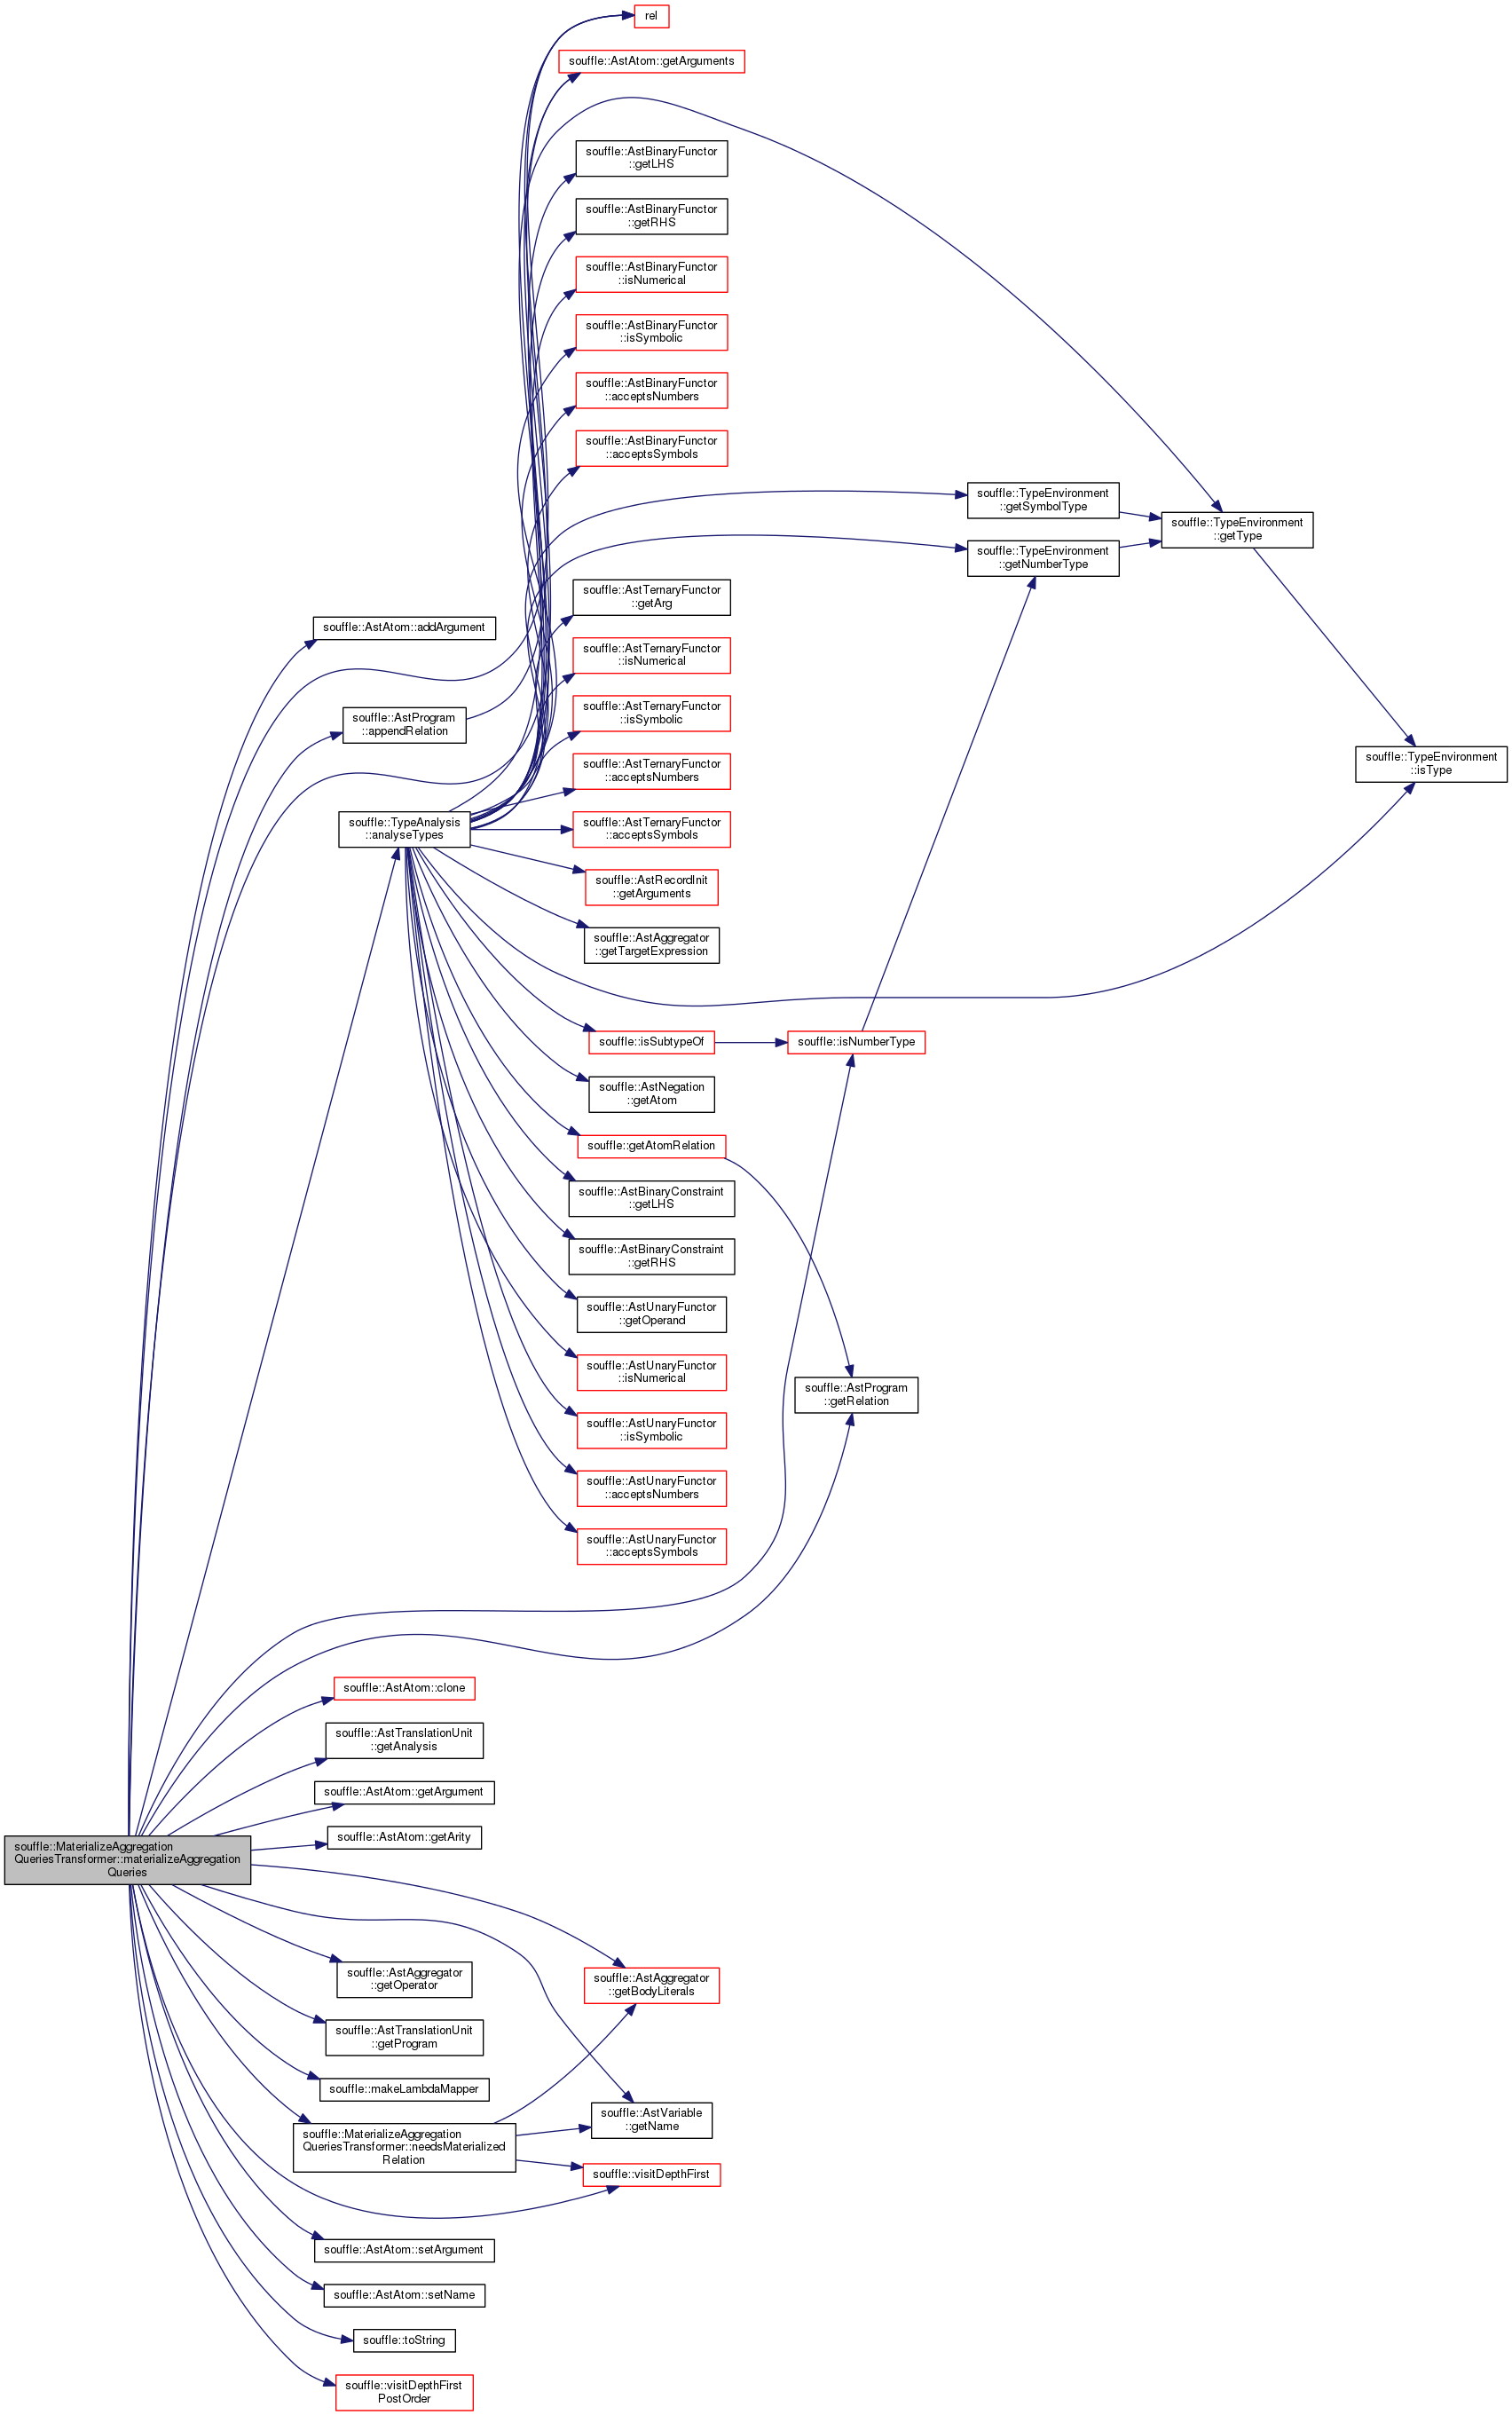 rel
souffle::AstAtom::getArguments
souffle::AstBinaryFunctor
::getLHS
souffle::AstBinaryFunctor
::getRHS
souffle::AstBinaryFunctor
::isNumerical
souffle::AstBinaryFunctor
::isSymbolic
souffle::AstBinaryFunctor
::acceptsNumbers
souffle::AstBinaryFunctor
::acceptsSymbols
souffle::TypeEnvironment
::getSymbolType
souffle::TypeEnvironment
::getType
souffle::TypeEnvironment
::getNumberType
souffle::AstTernaryFunctor
::getArg
souffle::AstAtom::addArgument
souffle::AstTernaryFunctor
::isNumerical
souffle::AstProgram
::appendRelation
souffle::AstTernaryFunctor
::isSymbolic
souffle::TypeEnvironment
::isType
souffle::AstTernaryFunctor
::acceptsNumbers
souffle::TypeAnalysis
::analyseTypes
souffle::AstTernaryFunctor
::acceptsSymbols
souffle::AstRecordInit
::getArguments
souffle::AstAggregator
::getTargetExpression
souffle::isSubtypeOf
souffle::isNumberType
souffle::AstNegation
::getAtom
souffle::getAtomRelation
souffle::AstBinaryConstraint
::getLHS
souffle::AstBinaryConstraint
::getRHS
souffle::AstUnaryFunctor
::getOperand
souffle::AstUnaryFunctor
::isNumerical
souffle::AstProgram
::getRelation
souffle::AstUnaryFunctor
::isSymbolic
souffle::AstUnaryFunctor
::acceptsNumbers
souffle::AstUnaryFunctor
::acceptsSymbols
souffle::AstAtom::clone
souffle::AstTranslationUnit
::getAnalysis
souffle::AstAtom::getArgument
souffle::AstAtom::getArity
souffle::MaterializeAggregation
QueriesTransformer::materializeAggregation
Queries
souffle::AstAggregator
::getOperator
souffle::AstAggregator
::getBodyLiterals
souffle::AstTranslationUnit
::getProgram
souffle::makeLambdaMapper
souffle::AstVariable
::getName
souffle::MaterializeAggregation
QueriesTransformer::needsMaterialized
Relation
souffle::visitDepthFirst
souffle::AstAtom::setArgument
souffle::AstAtom::setName
souffle::toString
souffle::visitDepthFirst
PostOrder